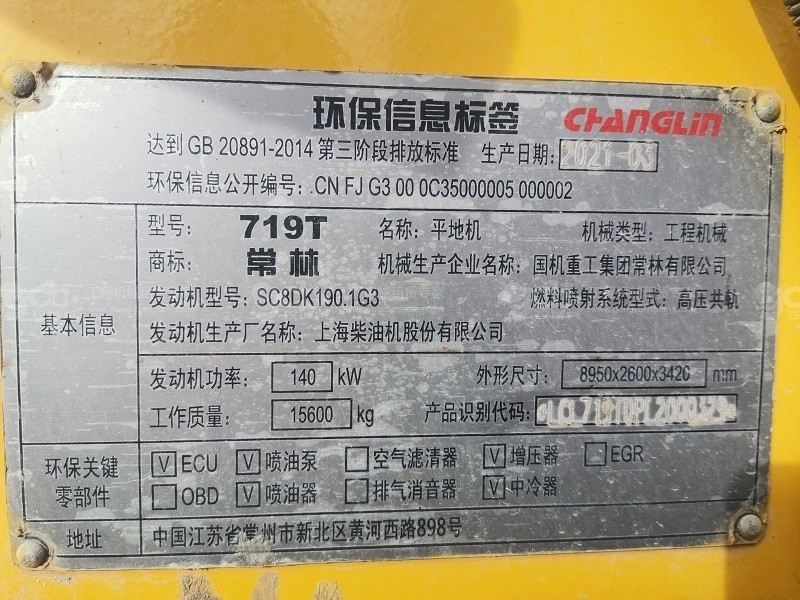 环保信息标签 CHANGLIN
达到 GB 20891-2014 第三阶段排放标准 生产日期: 2021-03
环保信息公开编号: CN FJ G3 00 0C35000005 000002
基本信息
型号: 719T 名称: 平地机 机械类型: 工程机械
商标: 常林 机械生产企业名称: 国机重工集团常林有限公司
发动机型号: SC8DK190.1G3 燃料喷射系统型式: 高压共轨
发动机生产厂名称: 上海柴油机股份有限公司
发动机功率: 140 kW 外形尺寸: 8950x2600x3420 mm
工作质量: 15600 kg 产品识别代码:
环保关键零部件
V ECU V 喷油泵 空气滤清器 V 增压器 EGR
OBD V 喷油器 排气消音器 V 中冷器
地址 中国江苏省常州市新北区黄河西路898号